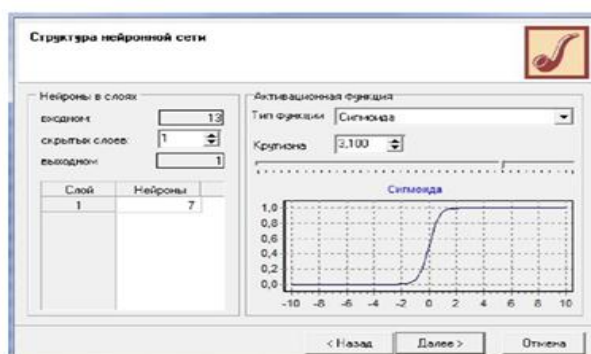 Структура нейронной сети
Нейроны в слоях
входном: 13
скрытых слоев: 1
выходном: 1
Слой Нейроны
1 7
Активационная функция
Тип функции Сигмоида
Крутизна 3,100
Сигмоида
1,0
0,8
0,6
0,4
0,2
0,0
-10 -8 -6 -4 -2 0 2 4 6 8 10
< Назад Далее > Отмена